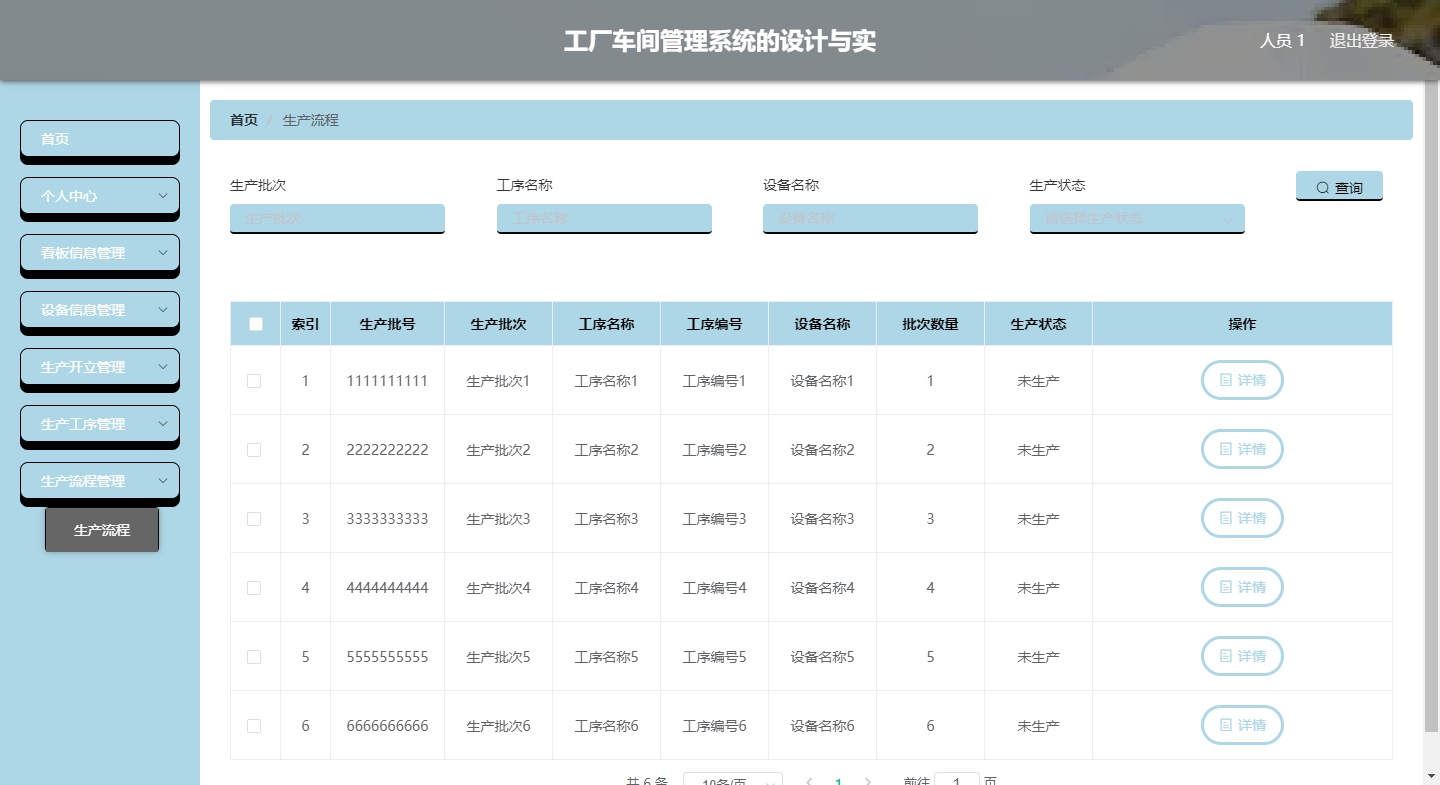 工厂车间管理系统的设计与实
人员 1 退出登录
首页
个人中心
看板信息管理
设备信息管理
生产开立管理
生产工序管理
生产流程管理
生产流程
首页 / 生产流程
生产批次 工序名称 设备名称 生产状态
生产批次 工序名称 设备名称 请选择生产状态 查询
索引 生产批号 生产批次 工序名称 工序编号 设备名称 批次数量 生产状态 操作
1 1111111111 生产批次1 工序名称1 工序编号1 设备名称1 1 未生产 详情
2 2222222222 生产批次2 工序名称2 工序编号2 设备名称2 2 未生产 详情
3 3333333333 生产批次3 工序名称3 工序编号3 设备名称3 3 未生产 详情
4 4444444444 生产批次4 工序名称4 工序编号4 设备名称4 4 未生产 详情
5 5555555555 生产批次5 工序名称5 工序编号5 设备名称5 5 未生产 详情
6 6666666666 生产批次6 工序名称6 工序编号6 设备名称6 6 未生产 详情
共 6 条 10条/页 1 前往 1 页